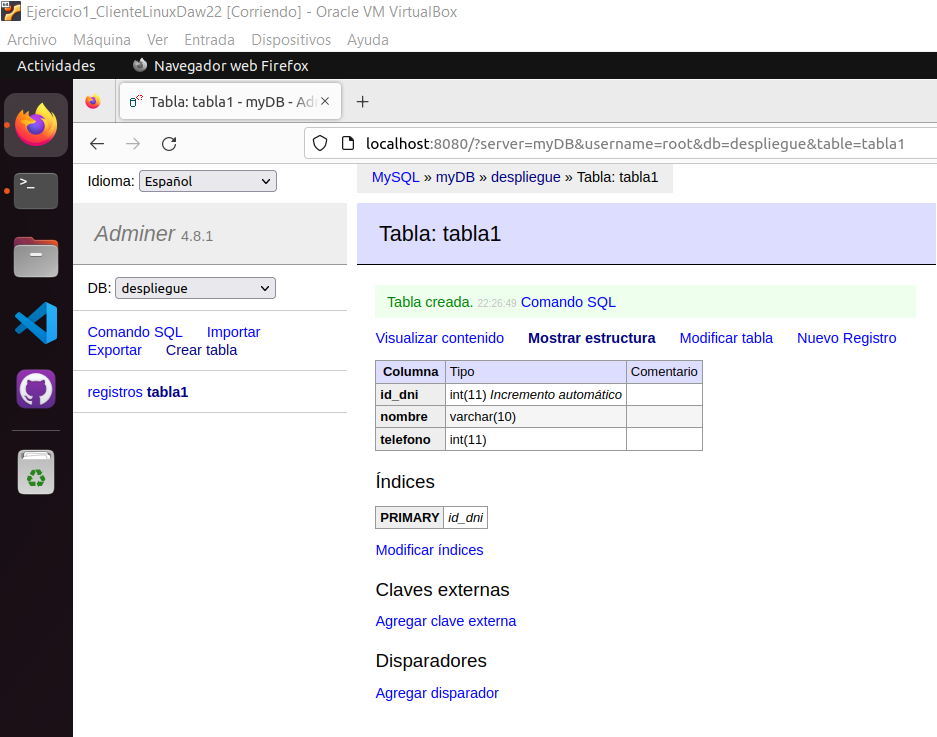 Ejercicio1_ClienteLinuxDaw22 [Corriendo] - Oracle VM VirtualBox
Archivo Máquina Ver Entrada Dispositivos Ayuda
Actividades Navegador web Firefox
Tabla: tabla1 - myDB - Ad
localhost:8080/?server=myDB&username=root&db=despliegue&table=tabla1
Idioma: Español
MySQL » myDB » despliegue » Tabla: tabla1
Adminer 4.8.1
Tabla: tabla1
DB: despliegue
Tabla creada. 22:26:49 Comando SQL
Comando SQL Importar
Exportar Crear tabla
registros tabla1
Visualizar contenido Mostrar estructura Modificar tabla Nuevo Registro
Columna Tipo Comentario
id_dni int(11) Incremento automático
nombre varchar(10)
telefono int(11)
Índices
PRIMARY id_dni
Modificar índices
Claves externas
Agregar clave externa
Disparadores
Agregar disparador